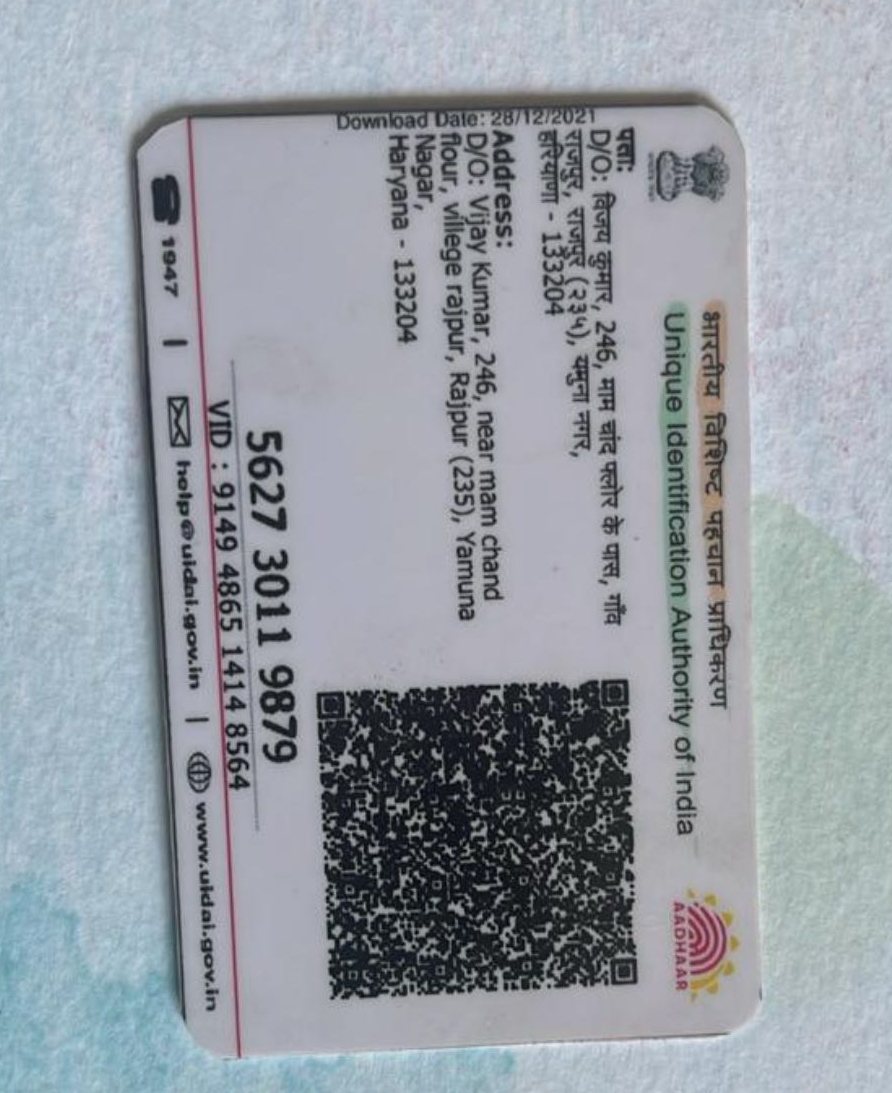 भारतीय विशिष्ट पहचान प्राधिकरण
Unique Identification Authority of India
AADHAAR
पता:
D/O: विजय कुमार, 246, माम चांद फ्लोर के पास, गाँव
राजपुर, राजपुर (२३५), यमुना नगर,
हरियाणा - 133204
Address:
D/O: Vijay Kumar, 246, near mam chand
flour, villege rajpur, Rajpur (235), Yamuna
Nagar,
Haryana - 133204
Download Date: 28/12/2021
5627 3011 9879
VID : 9149 4865 1414 8564
1947 | help@uidai.gov.in | www.uidai.gov.in